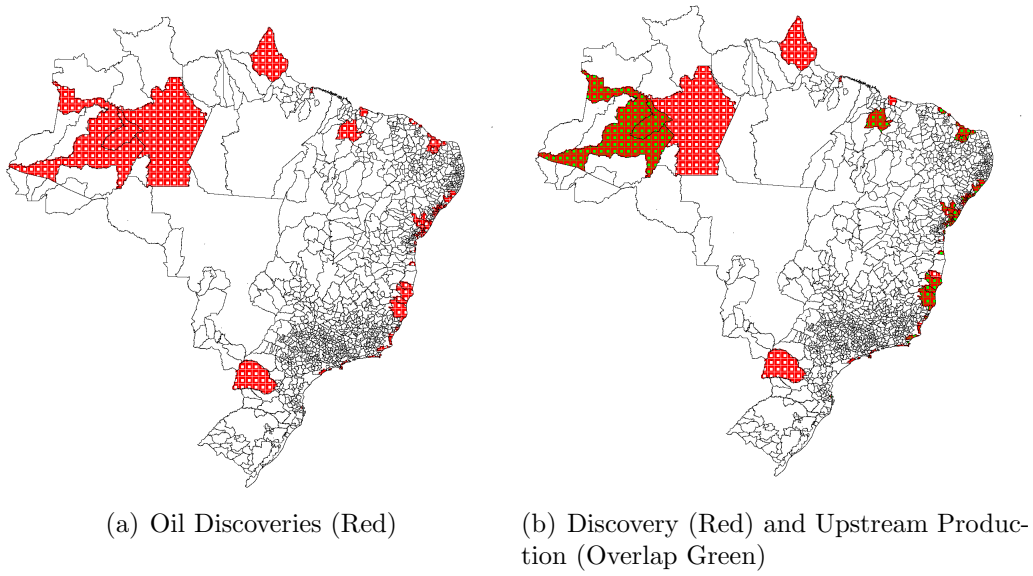 (a) Oil Discoveries (Red)
(b) Discovery (Red) and Upstream Produc-
tion (Overlap Green)